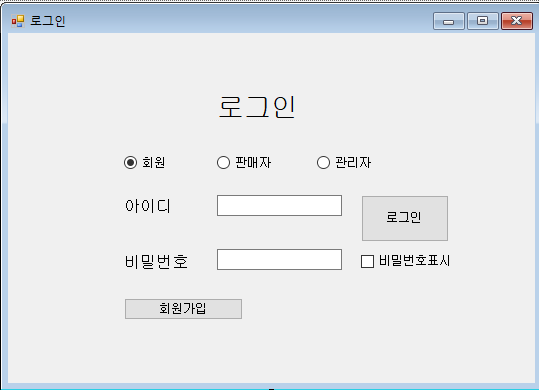 로그인
로그인
회원 판매자 관리자
아이디
로그인
비밀번호
비밀번호표시
회원가입